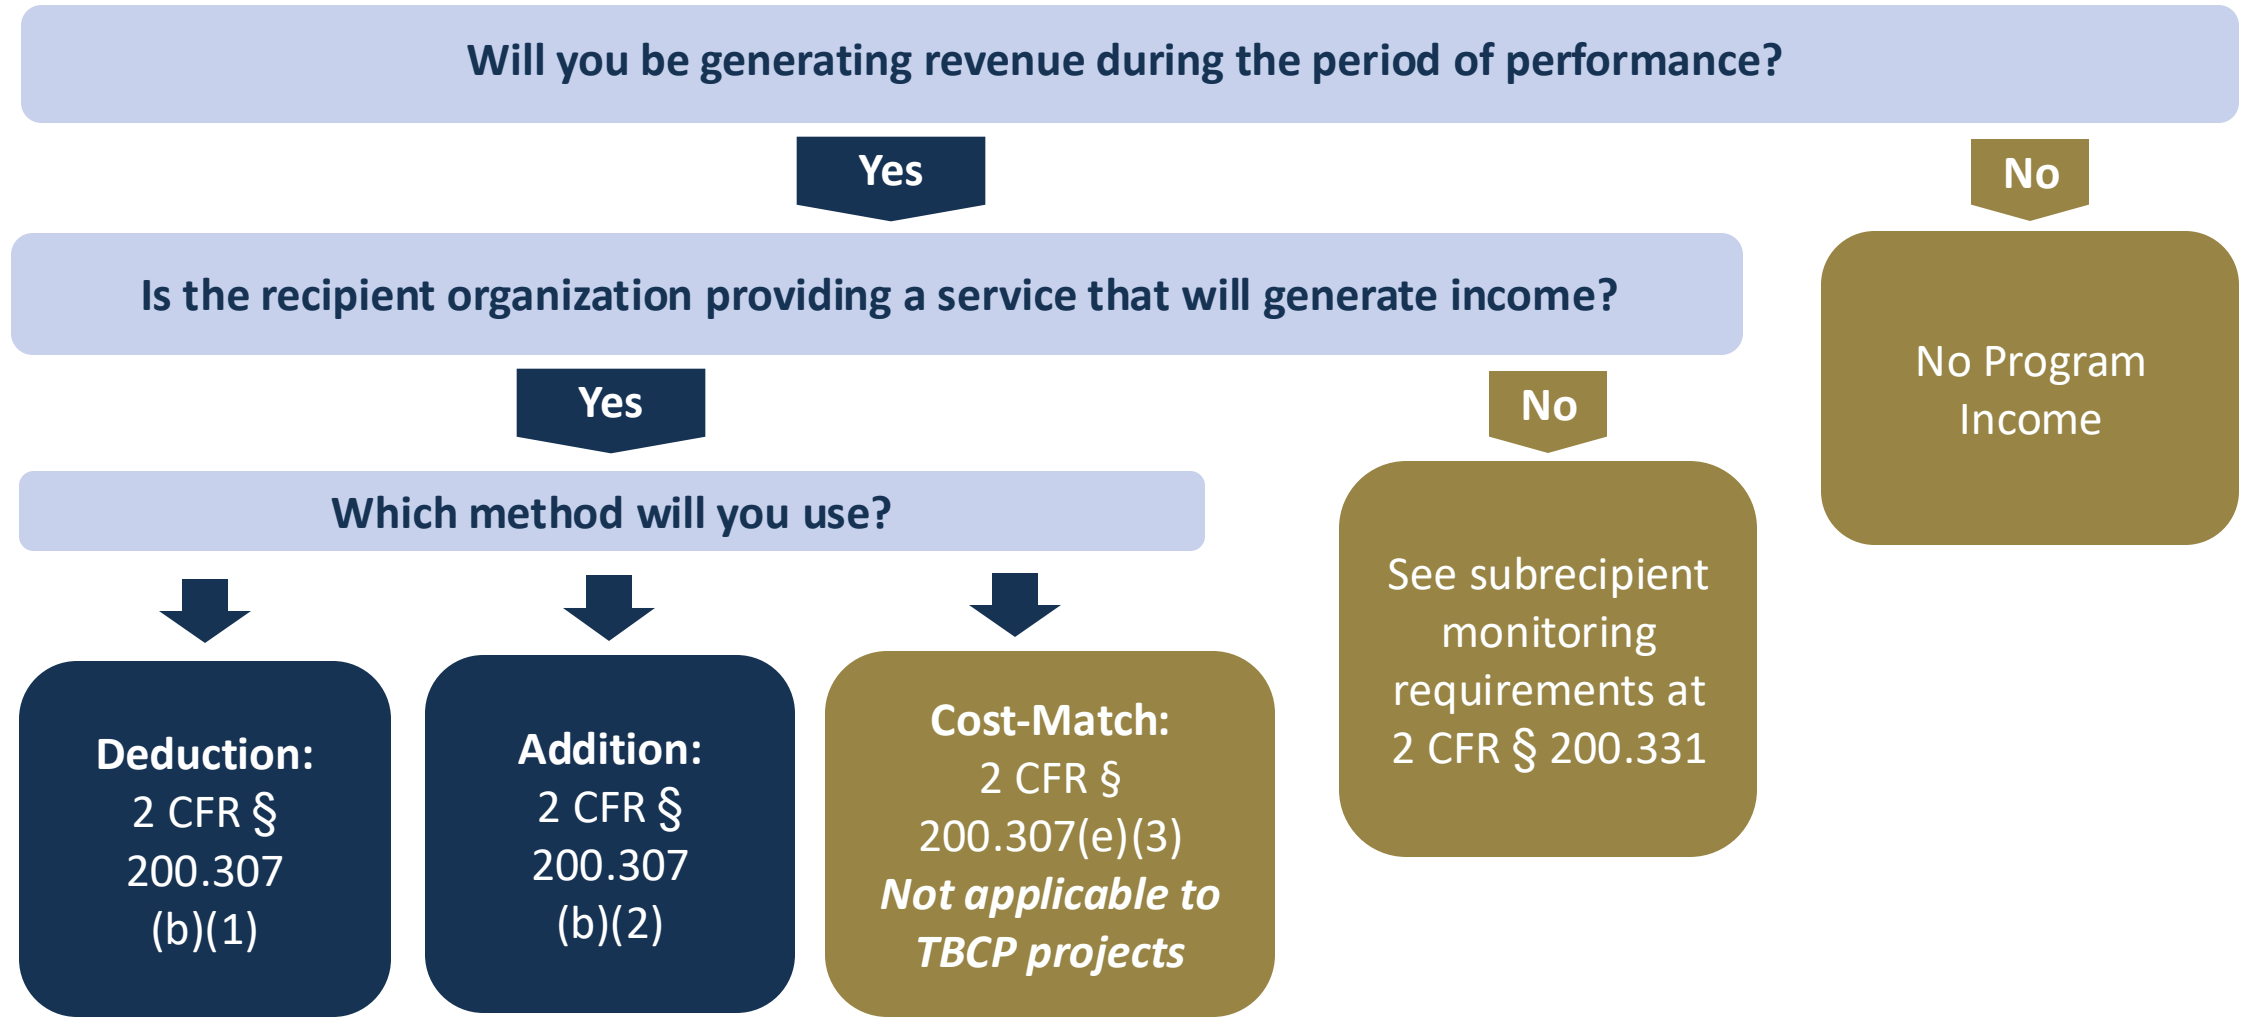 Will you be generating revenue during the period of performance?
Yes
No
Is the recipient organization providing a service that will generate income?
No Program
Income
Yes
No
Which method will you use?
See subrecipient
monitoring
requirements at
2 CFR § 200.331
Deduction:
2 CFR §
200.307
(b)(1)
Addition:
2 CFR §
200.307
(b)(2)
Cost-Match:
2 CFR §
200.307(e)(3)
Not applicable to
TBCP projects